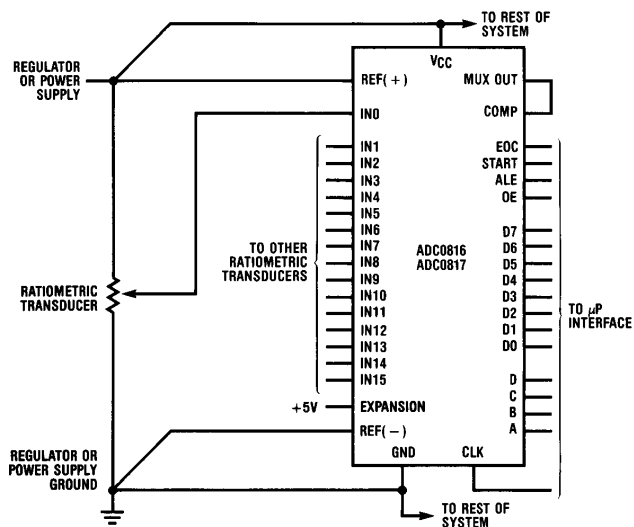 TO REST OF
SYSTEM
REGULATOR
OR POWER
SUPPLY
VCC
REF(+)
MUX OUT
IN0
COMP
IN1
EOC
IN2
START
IN3
ALE
IN4
OE
IN5
IN6
D7
IN7
D6
TO OTHER
RATIOMETRIC
TRANSDUCERS
ADC0816
ADC0817
IN8
D5
IN9
D4
RATIOMETRIC
TRANSDUCER
IN10
D3
IN11
D2
TO µP
INTERFACE
IN12
D1
IN13
D0
IN14
IN15
D
C
+5V
EXPANSION
B
REF(−)
A
REGULATOR OR
POWER SUPPLY
GROUND
GND
CLK
TO REST OF
SYSTEM